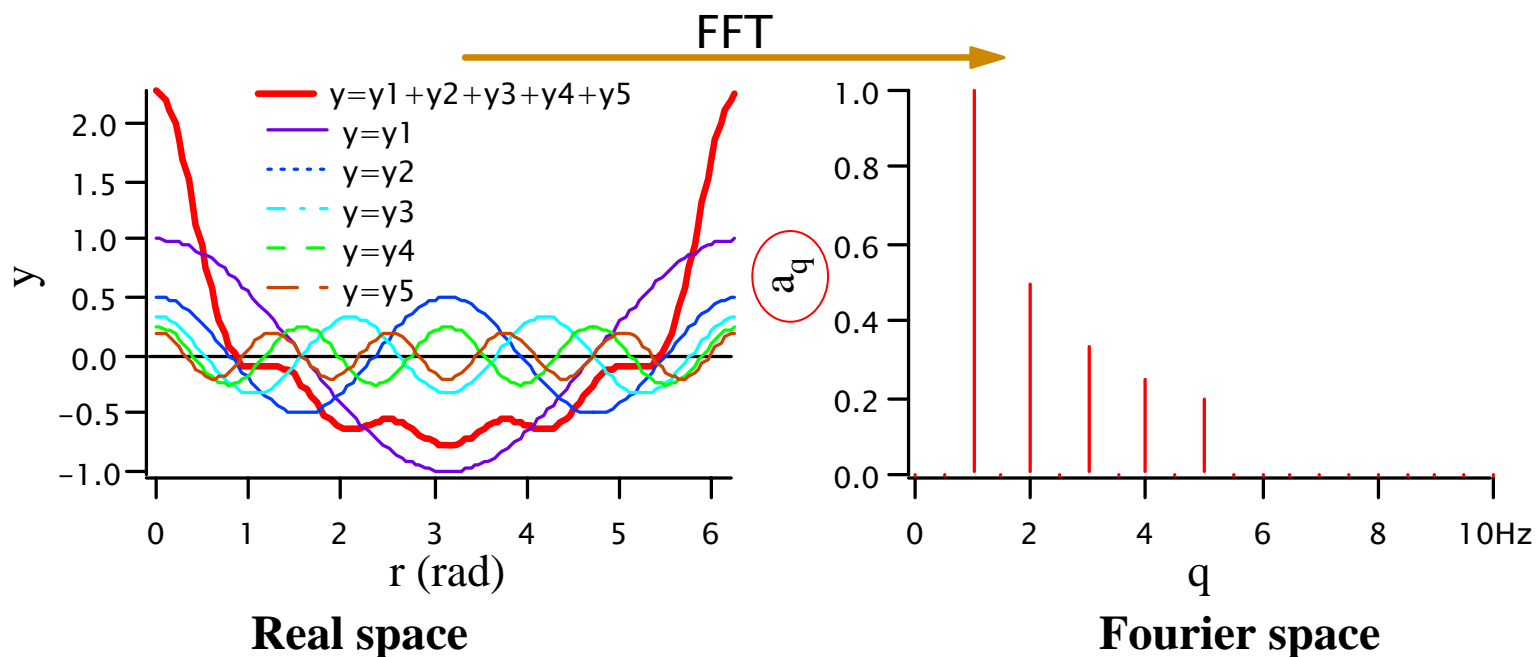 FFT
y=y1+y2+y3+y4+y5
y=y1
y=y2
y=y3
y=y4
y=y5
2.0
1.5
1.0
0.5
0.0
−0.5
−1.0
y
0 1 2 3 4 5 6
r (rad)
Real space
1.0
0.8
0.6
0.4
0.2
0.0
aq
0 2 4 6 8 10Hz
q
Fourier space